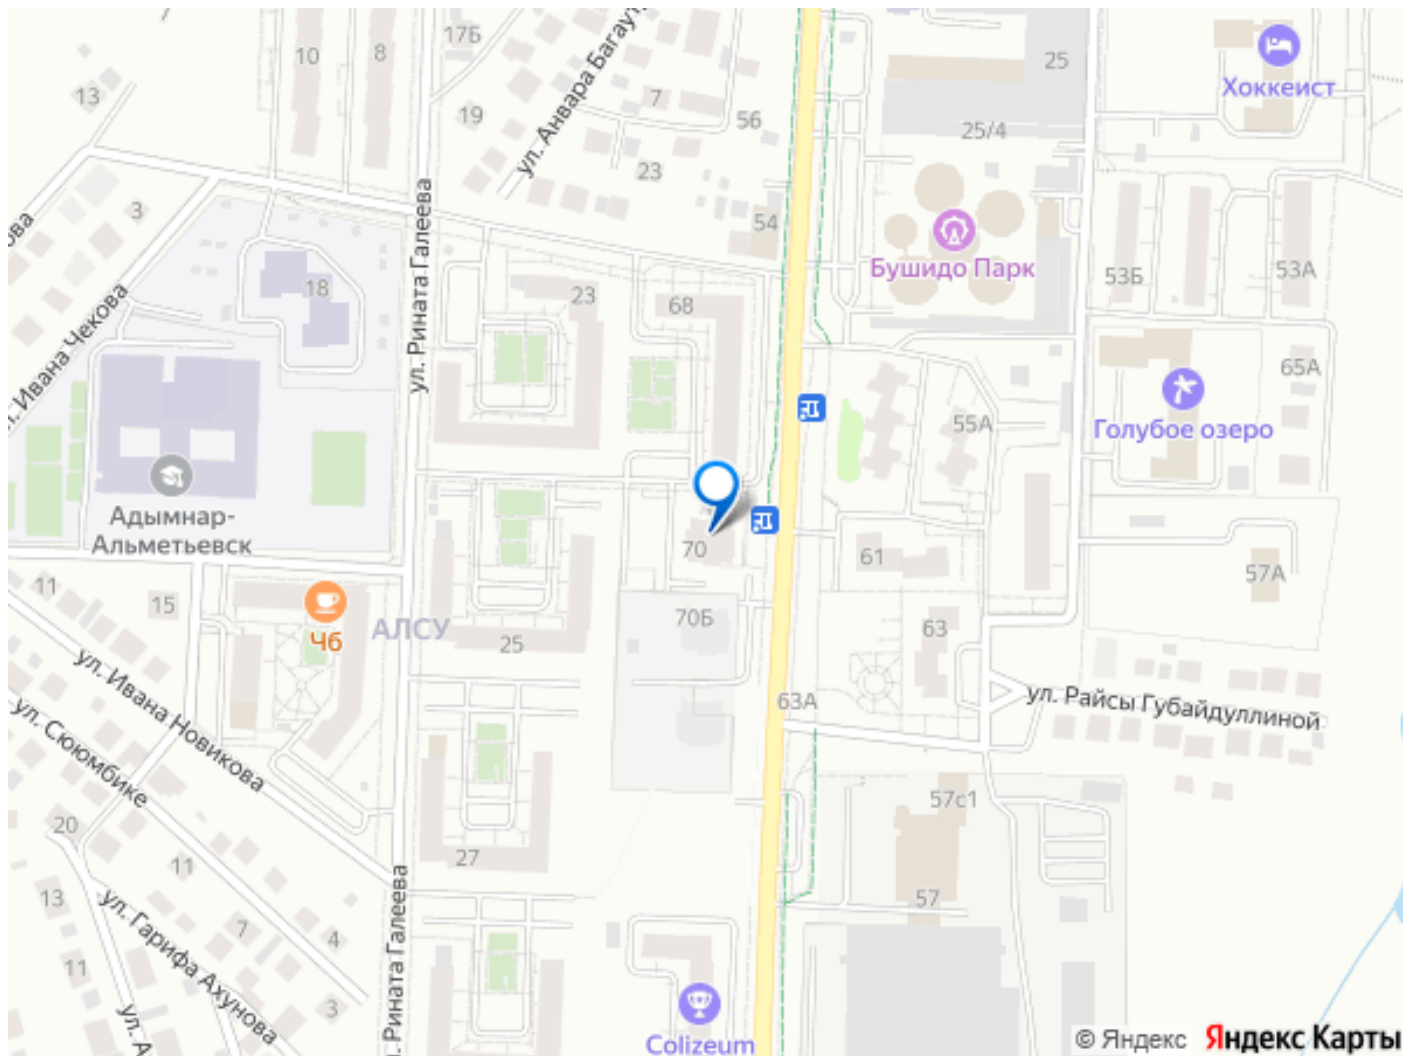 10
8
17Б
ул. Анвара Багаут
25
Хоккеист
13
7
19
56
25/4
23
3
54
ова
ул. Рината Галеева
18
23
68
Бушидо Парк
53Б
53А
Ивана Чекова
65А
55А
Голубое озеро
Адымнар-
Альметьевск
70
61
57А
11
15
Чб
АЛСУ
25
70Б
63
ул. Ивана Новикова
63А
ул. Райсы Губайдуллиной
ул. Сююмбике
57с1
20
27
11
57
13
ул. Гарифа Ахунова
7
4
ул. Рината Галеева
11
3
ул. А
Colizeum
© Яндекс Яндекс Карты